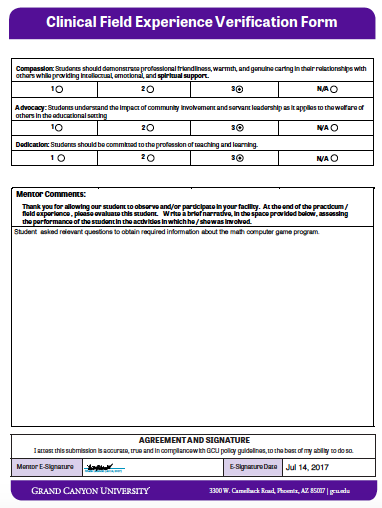 Clinical Field Experience Verification Form
Compassion: Students should demonstrate professional friendliness, warmth, and genuine caring in their relationships with
others while providing intellectual, emotional, and spiritual support.
1 2 3 N/A
Advocacy: Students understand the impact of community involvement and servant leadership as it applies to the welfare of
others in the educational setting
1 2 3 N/A
Dedication: Students should be committed to the profession of teaching and learning.
1 2 3 N/A
Mentor Comments:
Thank you for allowing our student to observe and/or participate in your facility. At the end of the practicum /
field experience , please evaluate this student. Write a brief narrative, in the space provided below , assessing
the performance of the student in the activities in which he / she was involved.
Student asked relevant questions to obtain required information about the math computer game program.
AGREEMENT AND SIGNATURE
I attest this submission is accurate, true and in compliance with GCU policy guidelines, to the best of my ability to do so.
Mentor E-Signature E-Signature Date Jul 14, 2017
GRAND CANYON UNIVERSITY 3300 W. Camelback Road, Phoenix, AZ 85017 | gcu.edu